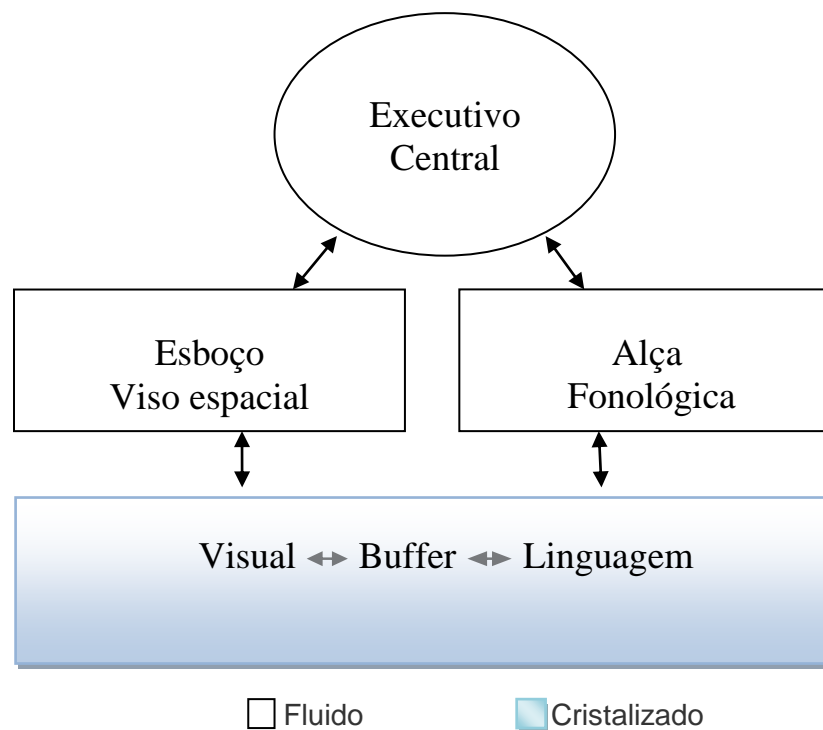 Executivo
Central
Esboço
Viso espacial
Alça
Fonológica
Visual Buffer Linguagem
Fluido
Cristalizado